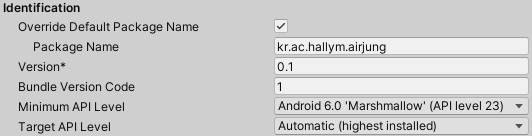 Identification
Override Default Package Name
Package Name kr.ac.hallym.airjung
Version* 0.1
Bundle Version Code 1
Minimum API Level Android 6.0 'Marshmallow' (API level 23)
Target API Level Automatic (highest installed)